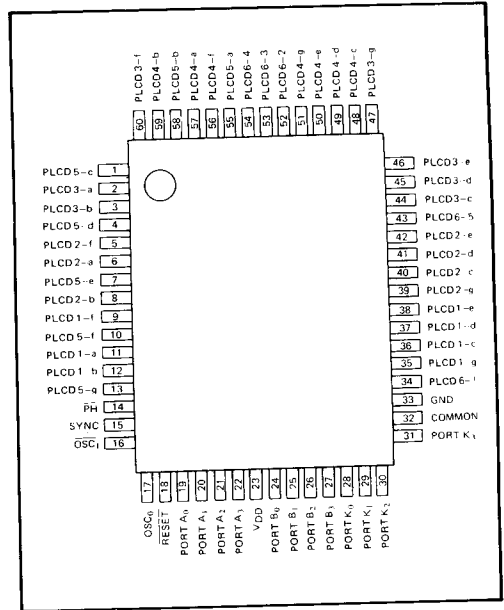 PLCD3-f
PLCD4-b
PLCD5-b
PLCD4-a
PLCD4-f
PLCD5-a
PLCD6-4
PLCD6-3
PLCD6-2
PLCD4-g
PLCD4-e
PLCD4-d
PLCD4-c
PLCD3-g
60 59 58 57 56 55 54 53 52 51 50 49 48 47
PLCD5-c 1
PLCD3-a 2
PLCD3-b 3
PLCD5-d 4
PLCD2-f 5
PLCD2-a 6
PLCD5-e 7
PLCD2-b 8
PLCD1-f 9
PLCD5-f 10
PLCD1-a 11
PLCD1-b 12
PLCD5-g 13
PH 14
SYNC 15
OSC₁ 16
46 PLCD3-e
45 PLCD3-d
44 PLCD3-c
43 PLCD6-5
42 PLCD2-e
41 PLCD2-d
40 PLCD2-c
39 PLCD2-g
38 PLCD1-e
37 PLCD1-d
36 PLCD1-c
35 PLCD1-g
34 PLCD6-1
33 GND
32 COMMON
31 PORT K₃
17 18 19 20 21 22 23 24 25 26 27 28 29 30
OSC₀
RESET
PORT A₀
PORT A₁
PORT A₂
PORT A₃
VDD
PORT B₀
PORT B₁
PORT B₂
PORT B₃
PORT K₀
PORT K₁
PORT K₂